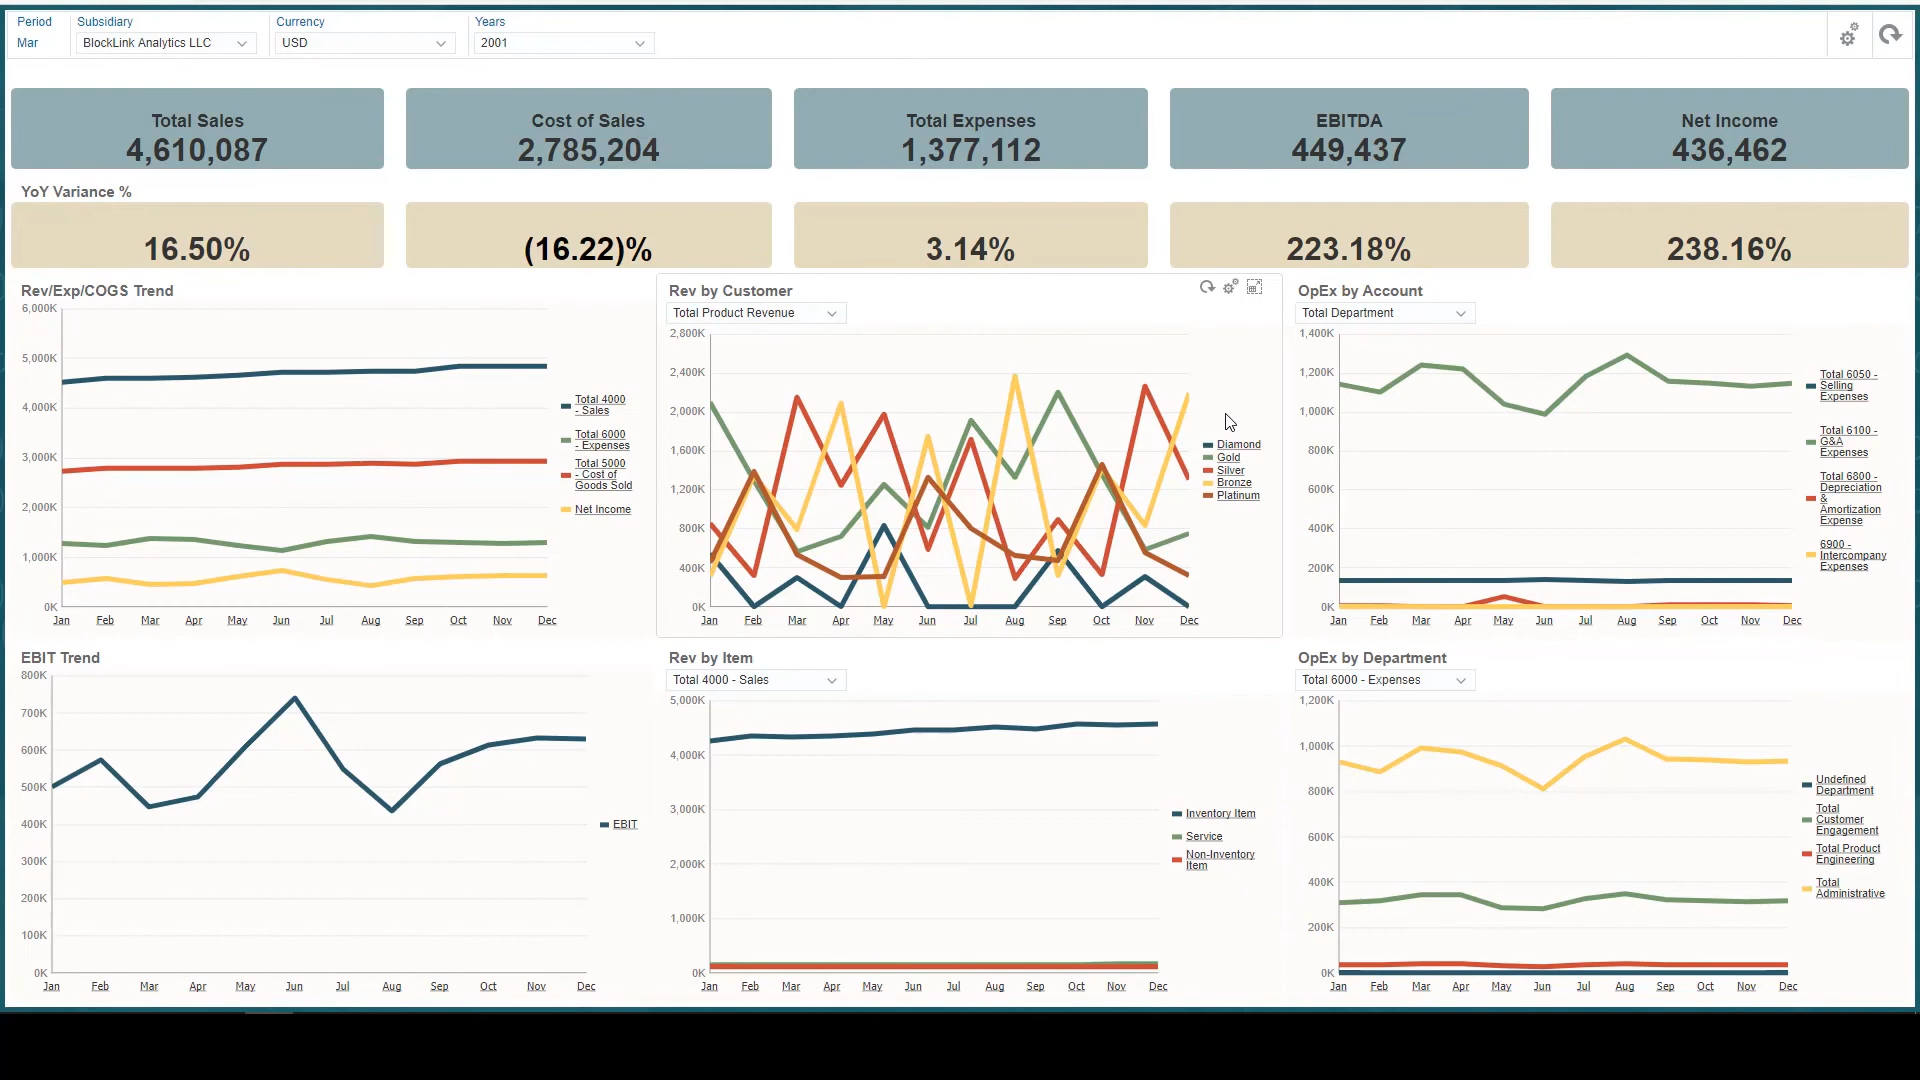 Period
Subsidiary
Currency
Years
Mar
BlockLink Analytics LLC
USD
2001
Total Sales
4,610,087
Cost of Sales
2,785,204
Total Expenses
1,377,112
EBITDA
449,437
Net Income
436,462
YoY Variance %
16.50%
(16.22)%
3.14%
223.18%
238.16%
Rev/Exp/COGS Trend
6,000K
5,000K
4,000K
3,000K
2,000K
1,000K
0K
Jan Feb Mar Apr May Jun Jul Aug Sep Oct Nov Dec
Total 4000
- Sales
Total 6000
- Expenses
Total 5000
- Cost of
Goods Sold
Net Income
Rev by Customer
Total Product Revenue
2,800K
2,400K
2,000K
1,600K
1,200K
800K
400K
0K
Jan Feb Mar Apr May Jun Jul Aug Sep Oct Nov Dec
Diamond
Gold
Silver
Bronze
Platinum
OpEx by Account
Total Department
1,400K
1,200K
1,000K
800K
600K
400K
200K
0K
Jan Feb Mar Apr May Jun Jul Aug Sep Oct Nov Dec
Total 6050 -
Selling
Expenses
Total 6100 -
G&A
Expenses
Total 6800 -
Depreciation
&
Amortization
Expense
6900 -
Intercompany
Expenses
EBIT Trend
800K
700K
600K
500K
400K
300K
200K
100K
0K
Jan Feb Mar Apr May Jun Jul Aug Sep Oct Nov Dec
EBIT
Rev by Item
Total 4000 - Sales
5,000K
4,000K
3,000K
2,000K
1,000K
0K
Jan Feb Mar Apr May Jun Jul Aug Sep Oct Nov Dec
Inventory Item
Service
Non-Inventory
Item
OpEx by Department
Total 6000 - Expenses
1,200K
1,000K
800K
600K
400K
200K
0K
Jan Feb Mar Apr May Jun Jul Aug Sep Oct Nov Dec
Undefined
Department
Total
Customer
Engagement
Total Product
Engineering
Total
Administrative